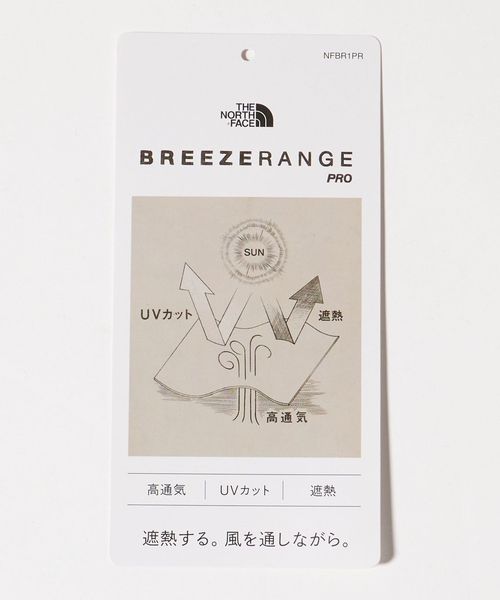 NFBR1PR
THE
NORTH
FACE
BREEZERANGE
PRO
SUN
UVカット
遮熱
高通気
高通気
UVカット
遮熱
遮熱する。風を通しながら。